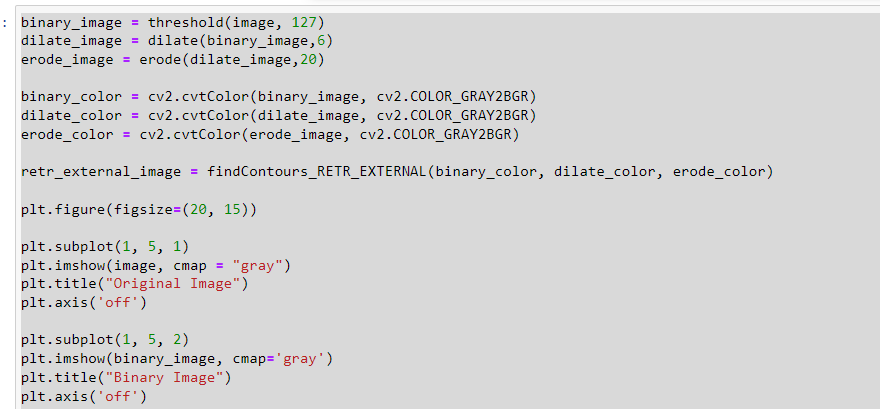 :
binary_image = threshold(image, 127)
dilate_image = dilate(binary_image,6)
erode_image = erode(dilate_image,20)
binary_color = cv2.cvtColor(binary_image, cv2.COLOR_GRAY2BGR)
dilate_color = cv2.cvtColor(dilate_image, cv2.COLOR_GRAY2BGR)
erode_color = cv2.cvtColor(erode_image, cv2.COLOR_GRAY2BGR)
retr_external_image = findContours_RETR_EXTERNAL(binary_color, dilate_color, erode_color)
plt.figure(figsize=(20, 15))
plt.subplot(1, 5, 1)
plt.imshow(image, cmap = "gray")
plt.title("Original Image")
plt.axis('off')
plt.subplot(1, 5, 2)
plt.imshow(binary_image, cmap='gray')
plt.title("Binary Image")
plt.axis('off')